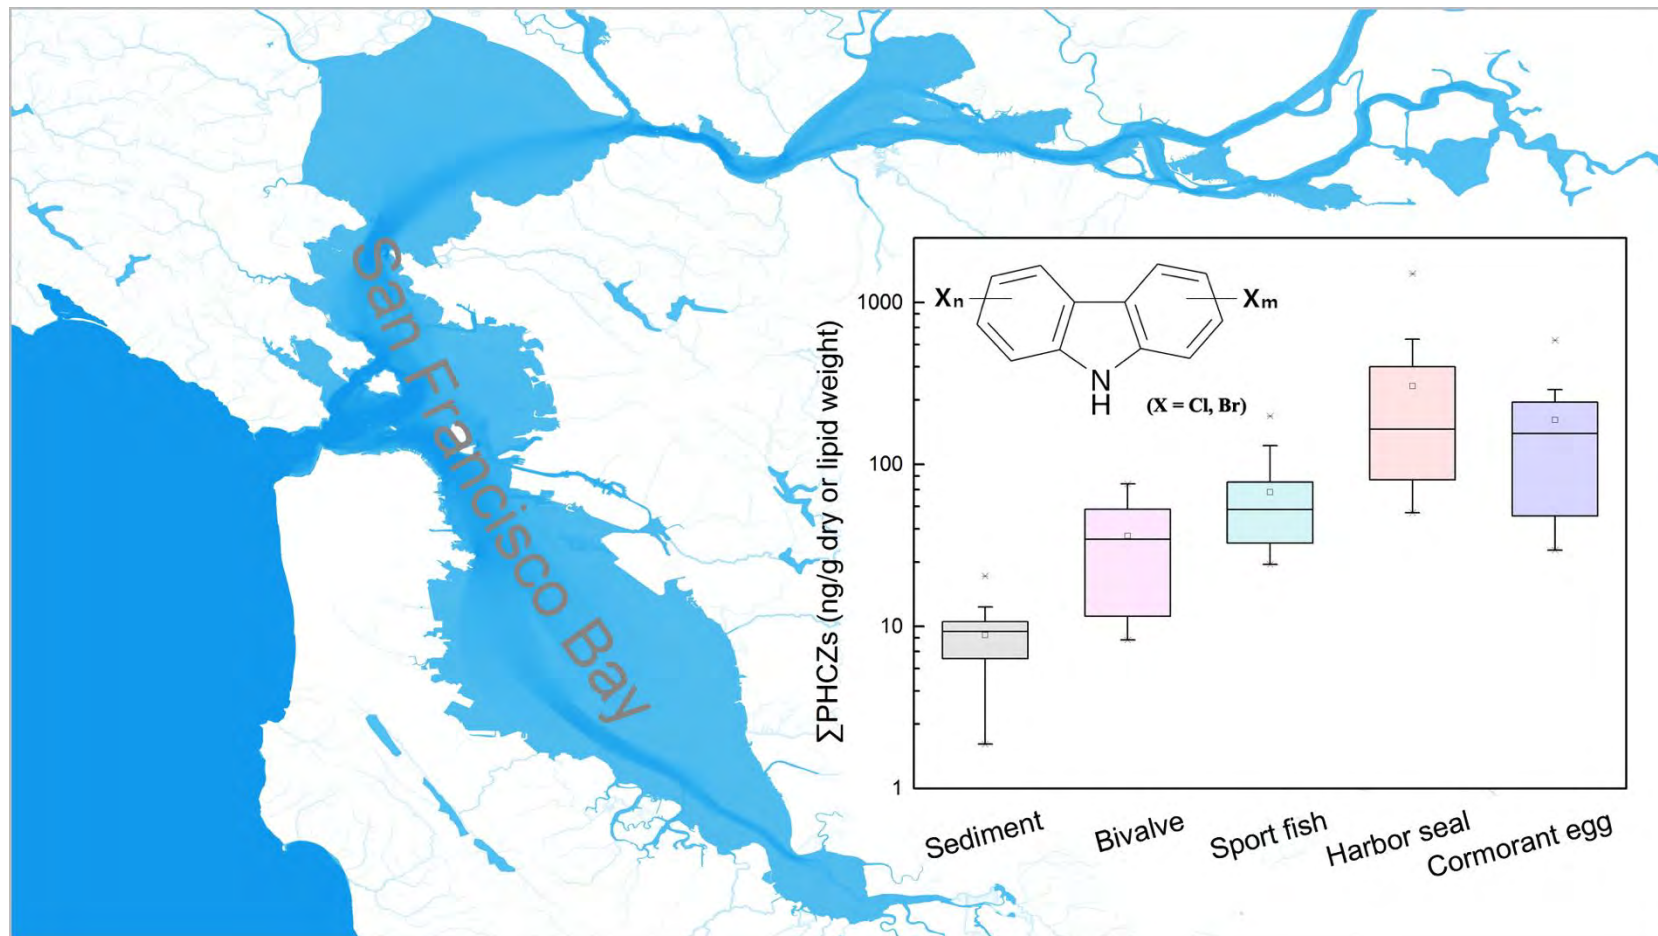 San Francisco Bay
∑PHCZs (ng/g dry or lipid weight)
1000
100
10
1
Xn
Xm
N
H
(X = Cl, Br)
Sediment
Bivalve
Sport fish
Harbor seal
Cormorant egg